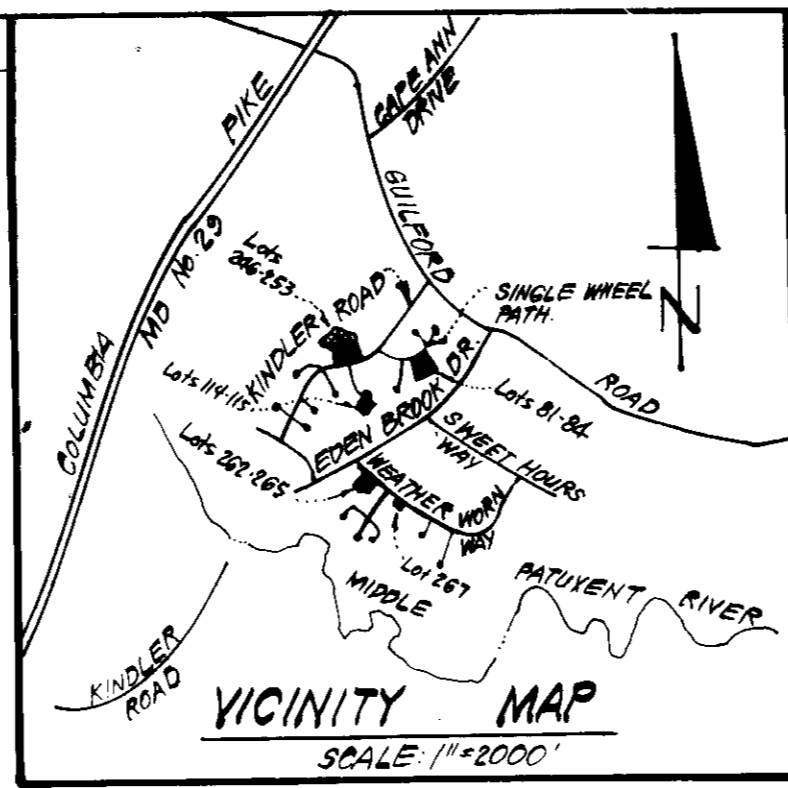 CAPE ANN
DRIVE
PIKE
GUILFORD
MD No. 29
COLUMBIA
Lots
246-253
KINDLER ROAD
SINGLE WHEEL
PATH.
ROAD
N
Lots 114-115
Lots 81-84
EDEN BROOK DR.
SWEET HOURS
WAY
Lots 262-265
WEATHER WORN
WAY
Lot 267
MIDDLE
PATUXENT RIVER
KINDLER
ROAD
VICINITY MAP
SCALE: 1"=2000'